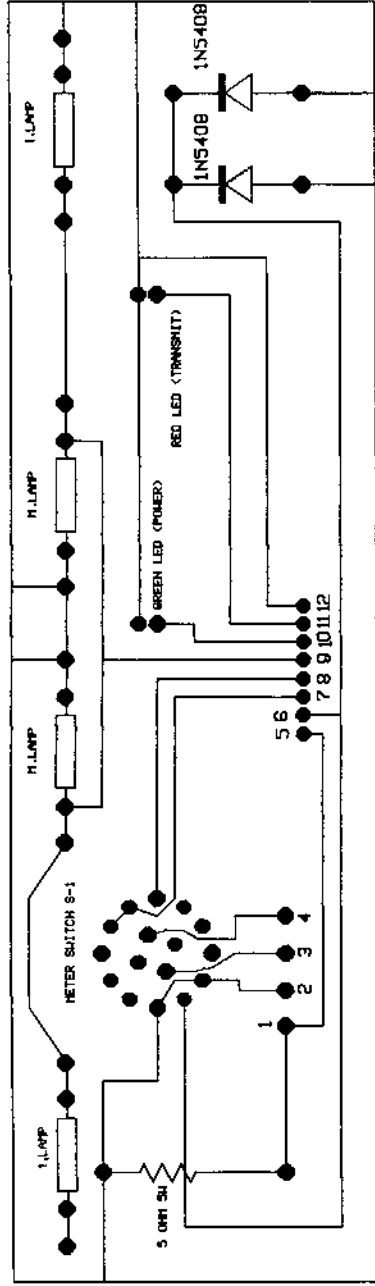 I.LAMP
1N5408
1N5408
M.LAMP
RED LED (TRANSMIT)
GREEN LED (POWER)
M.LAMP
5 6 7 8 9 10 11 12
METER SWITCH S-1
1 2 3 4
I.LAMP
5 OHM 5W